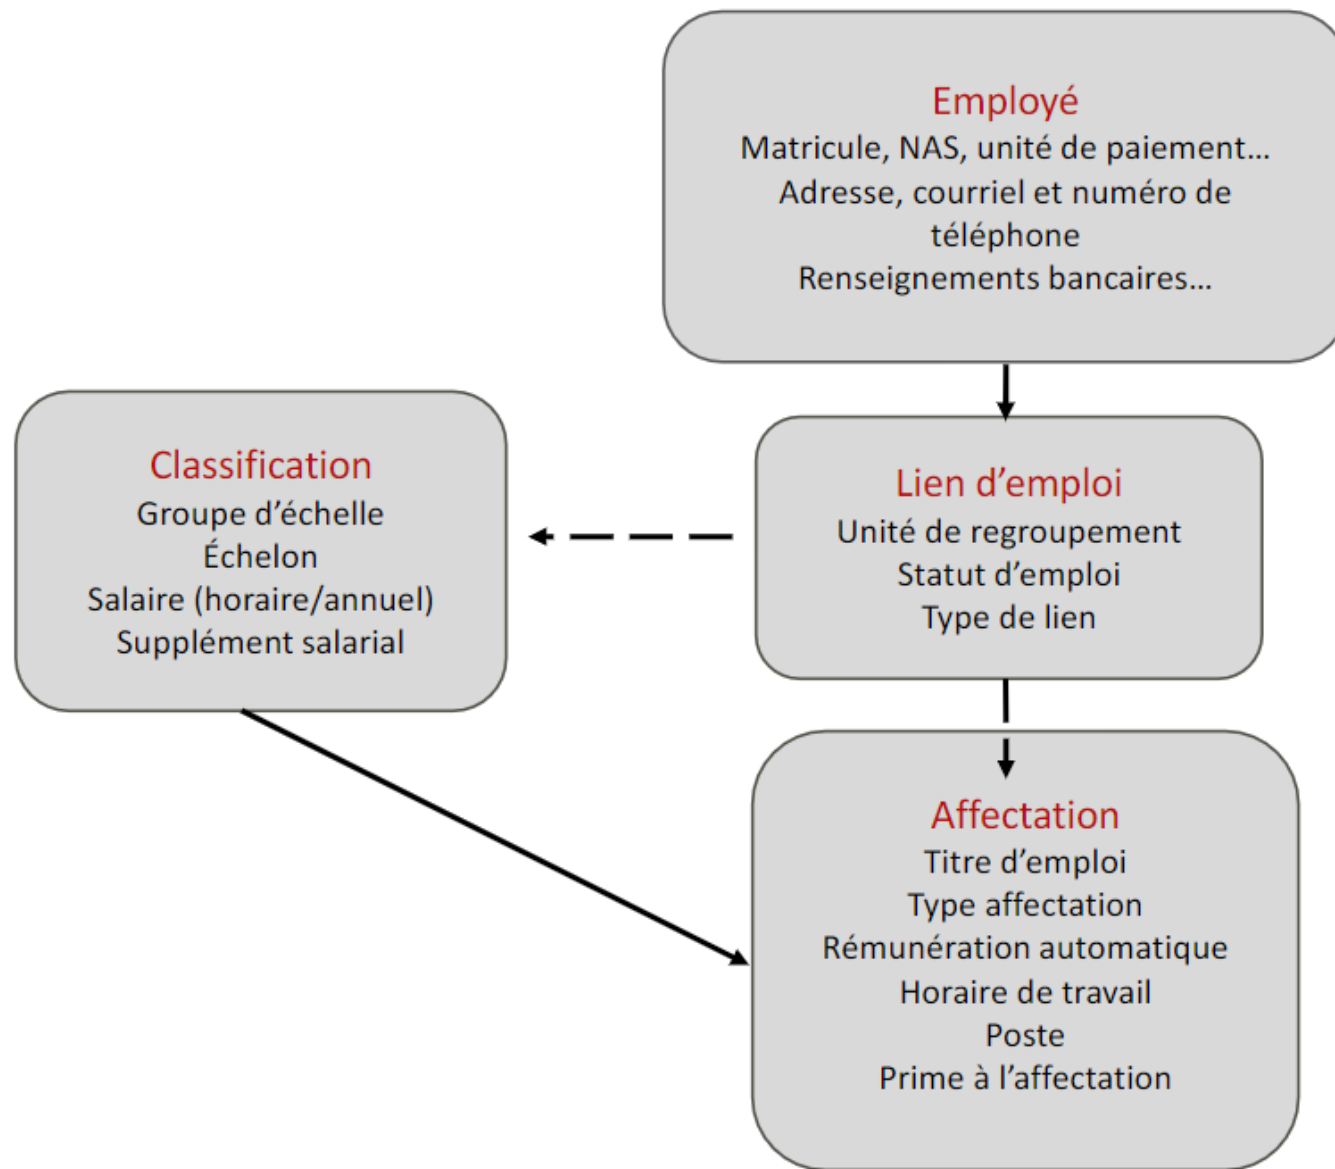 Employé
Matricule, NAS, unité de paiement…
Adresse, courriel et numéro de
téléphone
Renseignements bancaires…
Classification
Groupe d’échelle
Échelon
Salaire (horaire/annuel)
Supplément salarial
Lien d’emploi
Unité de regroupement
Statut d’emploi
Type de lien
Affectation
Titre d’emploi
Type affectation
Rémunération automatique
Horaire de travail
Poste
Prime à l’affectation